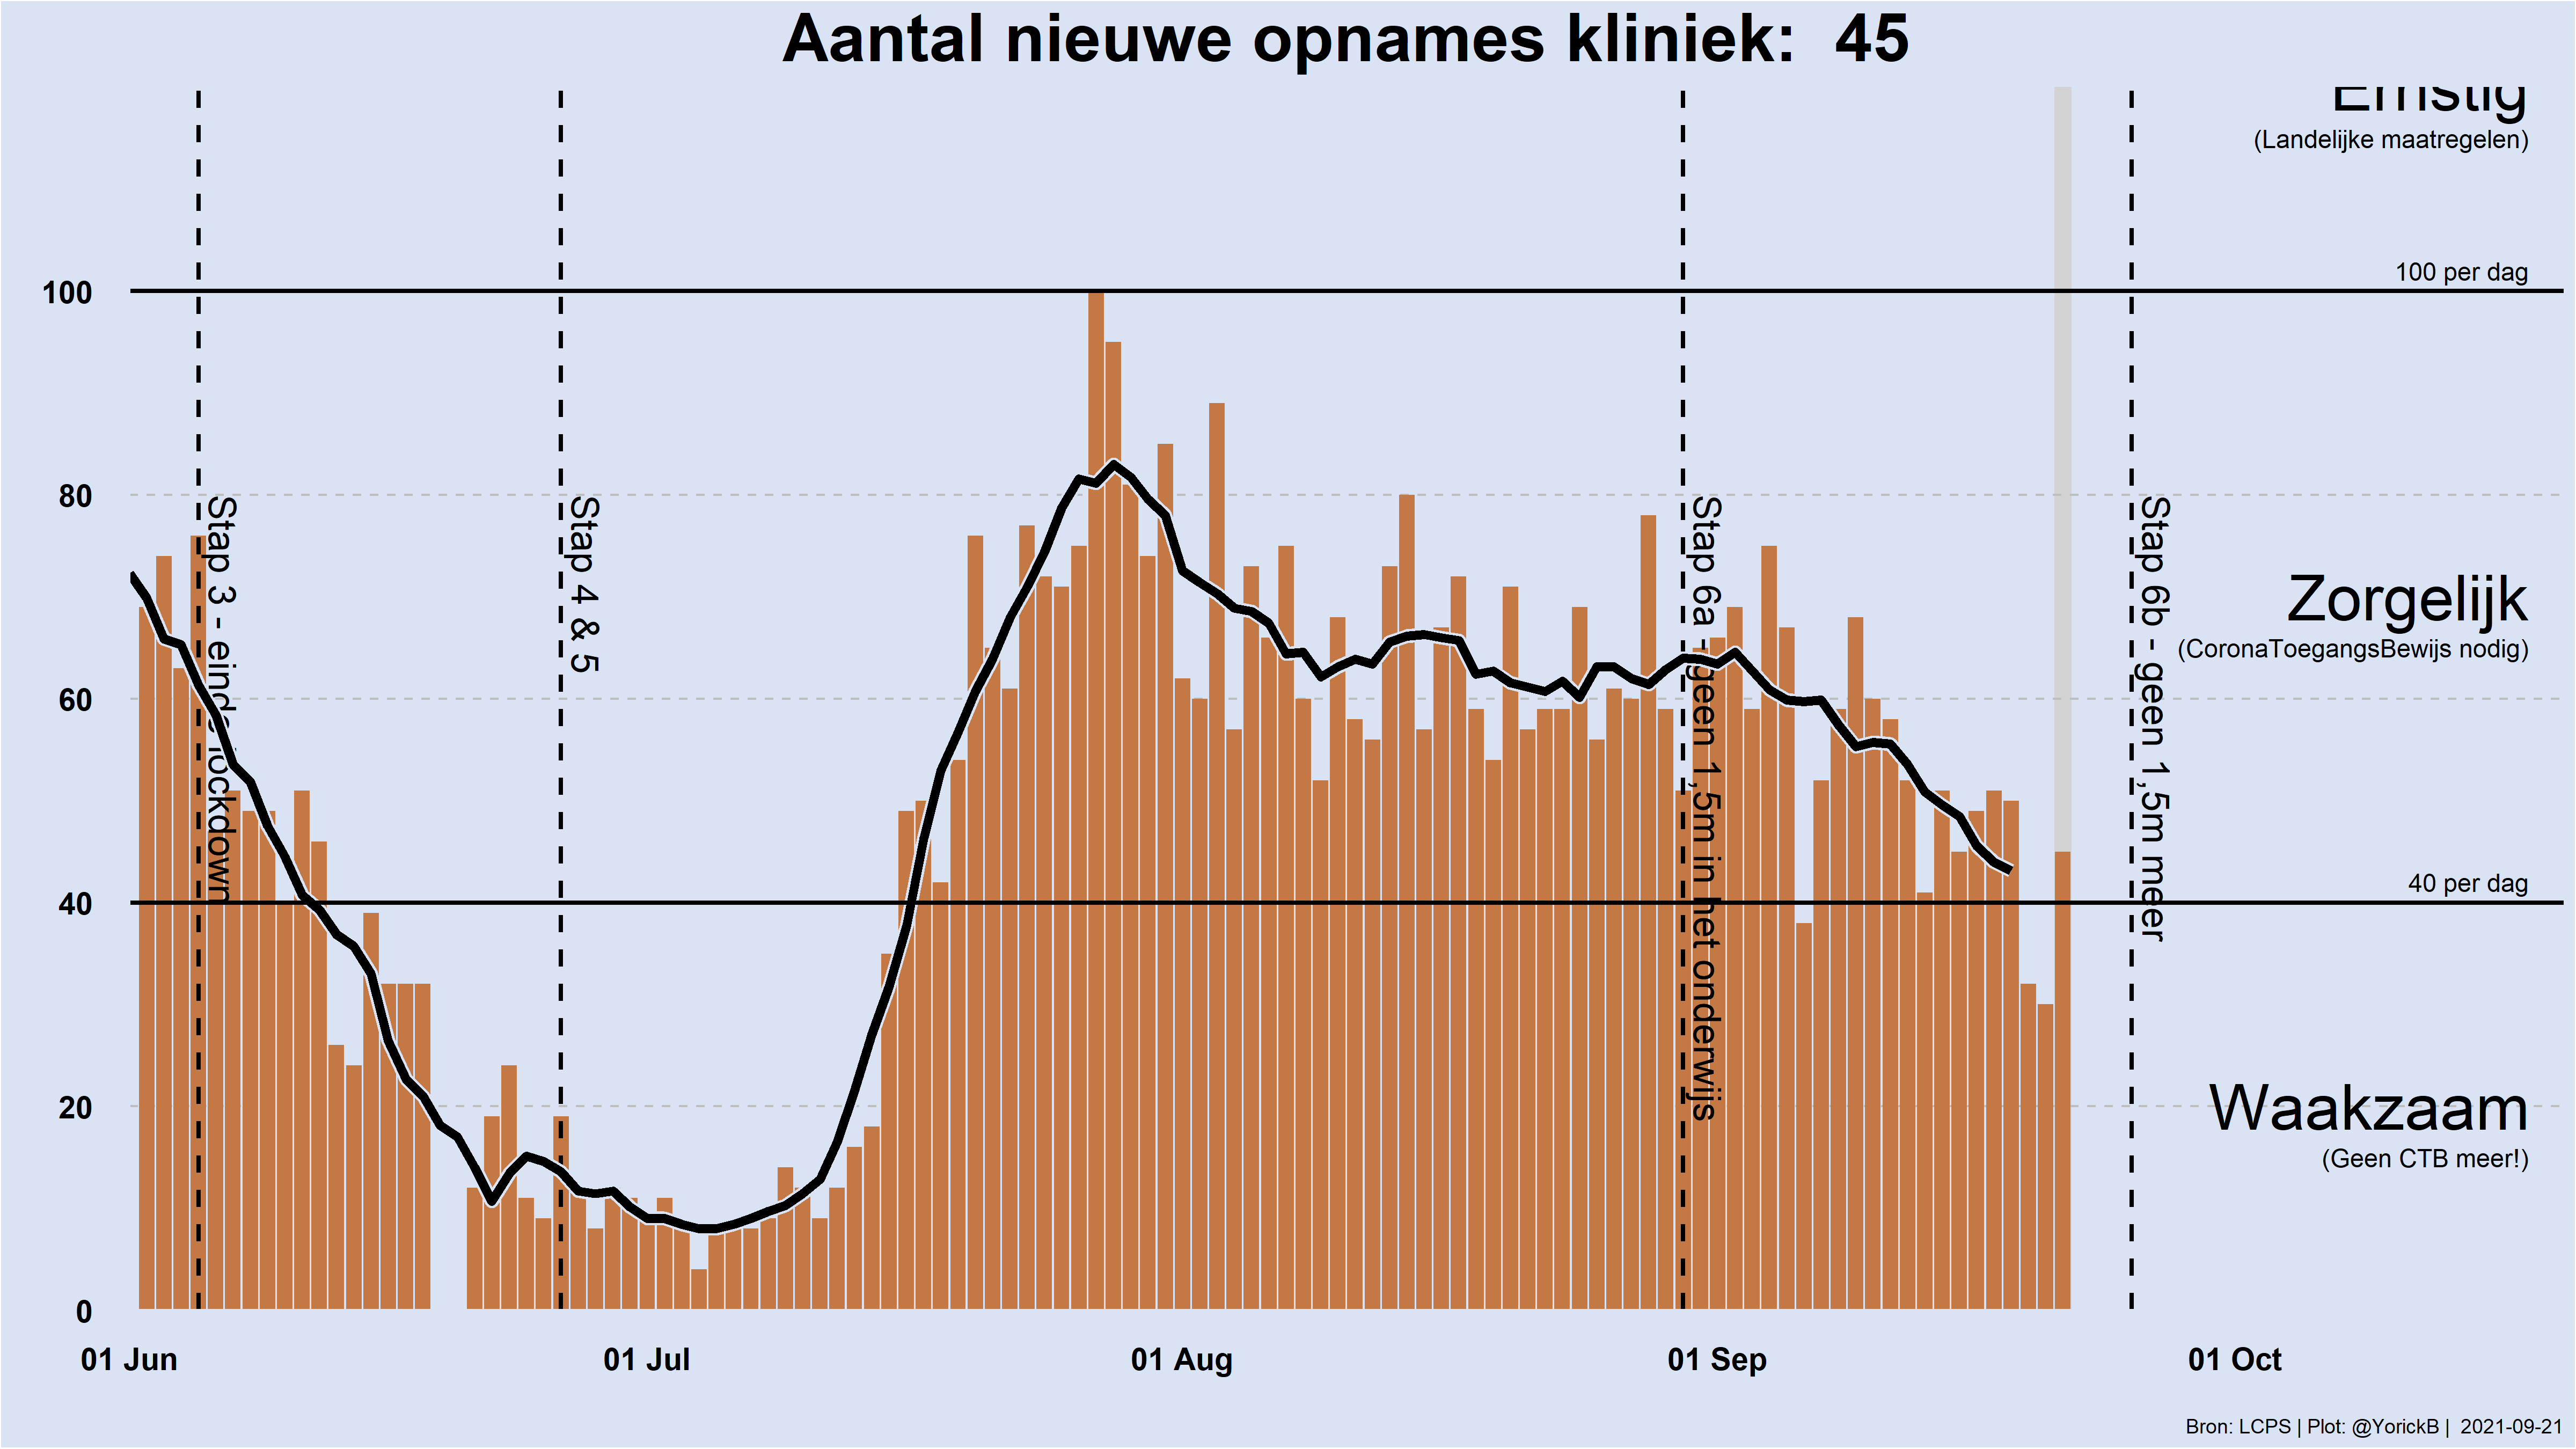 Aantal nieuwe opnames kliniek: 45
Ernstig
(Landelijke maatregelen)
100 per dag
100
80
60
40
20
0
Stap 3 - einde lockdown
Stap 4 & 5
Stap 6a - geen 1,5m in het onderwijs
Stap 6b - geen 1,5m meer
Zorgelijk
(CoronaToegangsBewijs nodig)
40 per dag
Waakzaam
(Geen CTB meer!)
01 Jun
01 Jul
01 Aug
01 Sep
01 Oct
Bron: LCPS | Plot: @YorickB | 2021-09-21